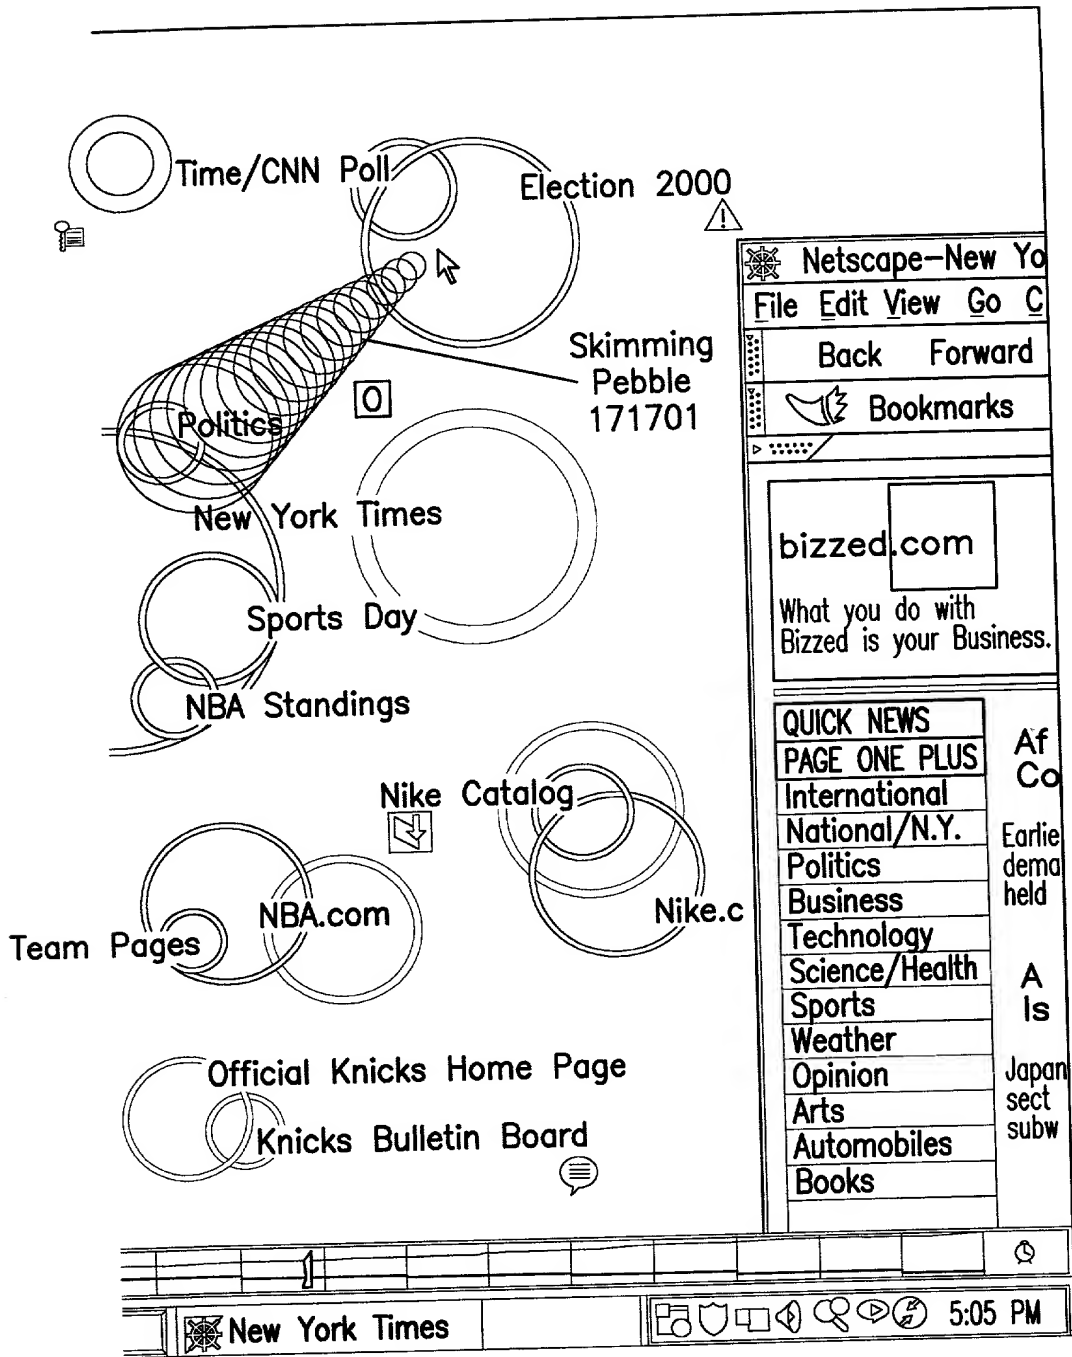 Time/CNN Poll
Election 2000
Netscape-New Yo
File Edit View Go C
Back Forward
Bookmarks
Skimming
Pebble
171701
O
Politics
New York Times
bizzed.com
What you do with
Bizzed is your Business.
Sports Day
NBA Standings
QUICK NEWS
PAGE ONE PLUS
International
National/N.Y.
Politics
Business
Technology
Science/Health
Sports
Weather
Opinion
Arts
Automobiles
Books
Af
Co
Earlie
dema
held
A
Is
Japan
sect
subw
Nike Catalog
Nike.c
NBA.com
Team Pages
Official Knicks Home Page
Knicks Bulletin Board
New York Times
5:05 PM